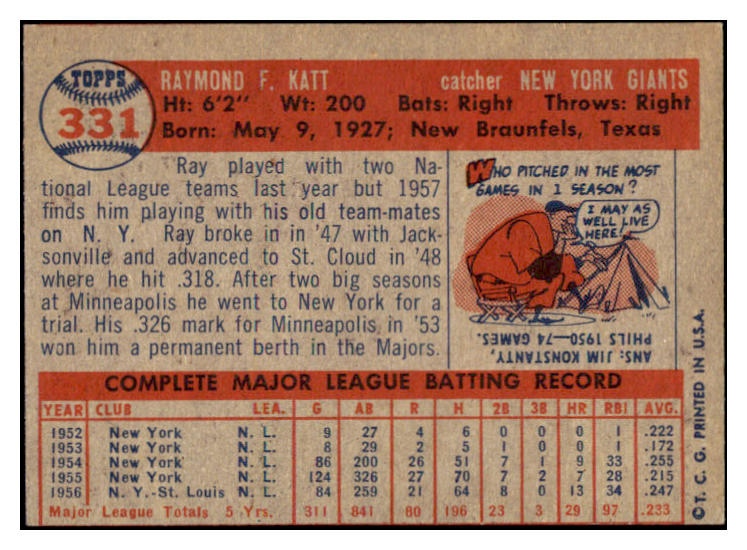 TOPPS
331
RAYMOND F. KATT catcher NEW YORK GIANTS
Ht: 6'2" Wt: 200 Bats: Right Throws: Right
Born: May 9, 1927; New Braunfels, Texas
Ray played with two Na-
tional League teams last year but 1957
finds him playing with his old team-mates
on N. Y. Ray broke in in '47 with Jack-
sonville and advanced to St. Cloud in '48
where he hit .318. After two big seasons
at Minneapolis he went to New York for a
trial. His .326 mark for Minneapolis in '53
won him a permanent berth in the Majors.
WHO PITCHED IN THE MOST
GAMES IN 1 SEASON?
I MAY AS
WELL LIVE
HERE!
ANS: JIM KONSTANTY,
PHILS 1950—74 GAMES.
COMPLETE MAJOR LEAGUE BATTING RECORD
YEAR CLUB LEA. G AB R H 2B 3B HR RBI AVG.
1952 New York N. L. 9 27 4 6 0 0 0 1 .222
1953 New York N. L. 8 29 2 5 1 0 0 1 .172
1954 New York N. L. 86 200 26 51 7 1 9 33 .255
1955 New York N. L. 124 326 27 70 7 2 7 28 .215
1956 N. Y.-St. Louis N. L. 84 259 21 64 8 0 13 34 .247
Major League Totals 5 Yrs. 311 841 80 196 23 3 29 97 .233
©T. C. G. PRINTED IN U.S.A.